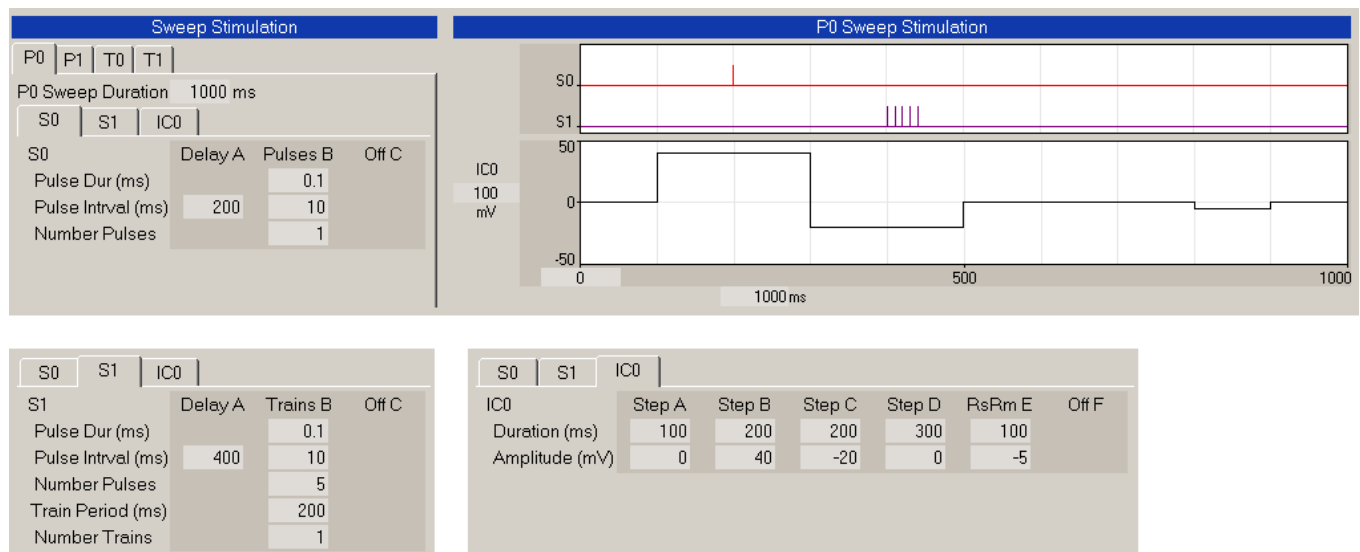 Sweep Stimulation
P0 P1 T0 T1
P0 Sweep Duration 1000 ms
S0 S1 IC0
S0 Delay A Pulses B Off C
Pulse Dur (ms) 0.1
Pulse Intrval (ms) 200 10
Number Pulses 1
P0 Sweep Stimulation
S0
S1
50
IC0
100
mV
0
-50
0 500 1000
1000 ms
S0 S1 IC0
S1 Delay A Trains B Off C
Pulse Dur (ms) 0.1
Pulse Intrval (ms) 400 10
Number Pulses 5
Train Period (ms) 200
Number Trains 1
S0 S1 IC0
IC0 Step A Step B Step C Step D RsRm E Off F
Duration (ms) 100 200 200 300 100
Amplitude (mV) 0 40 -20 0 -5